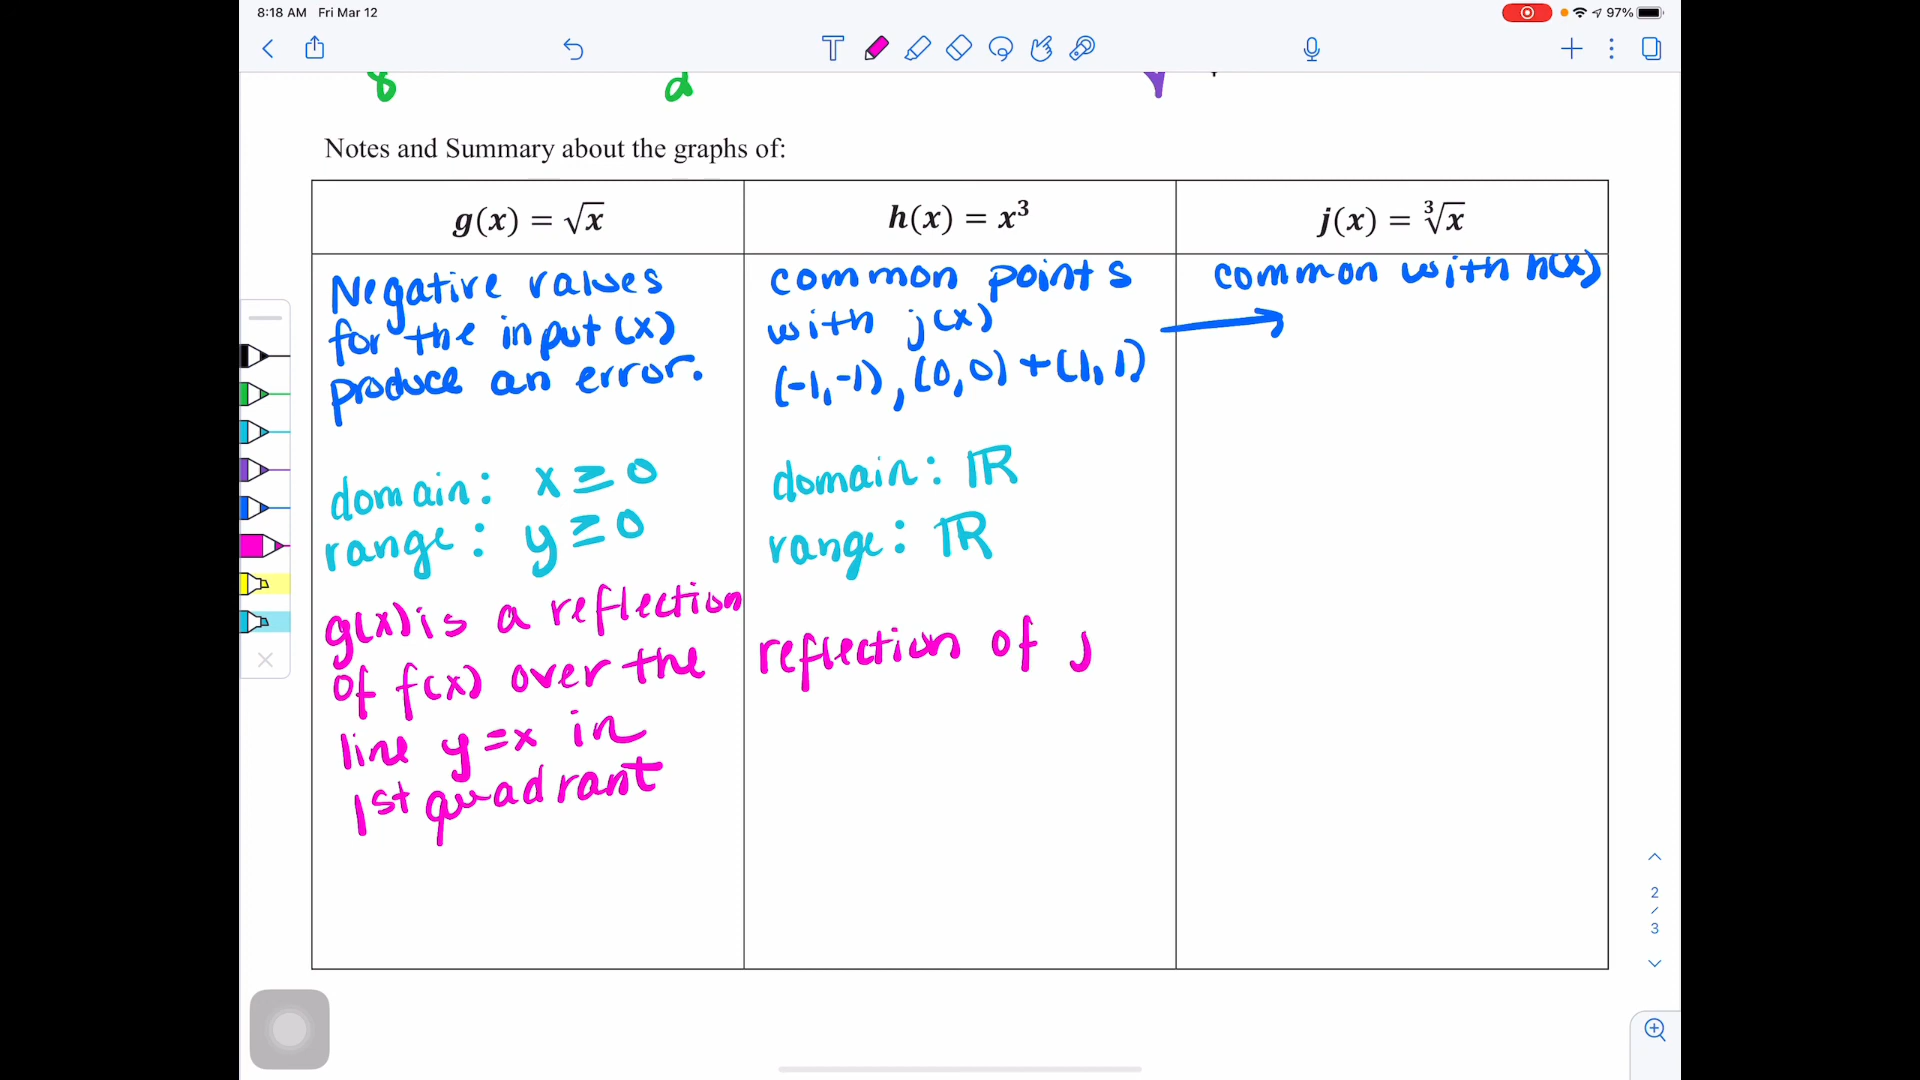 8:18 AM Fri Mar 12
97%
8
2
Notes and Summary about the graphs of:
g(x) = √x
h(x) = x³
j(x) = ∛x
Negative values
for the input (x)
produce an error.
domain: x ≥ 0
range: y ≥ 0
g(x) is a reflection
of f(x) over the
line y=x in
1st quadrant
common points
with j(x)
(-1,-1), (0,0) + (1,1)
domain: ℝ
range: ℝ
reflection of j
common with h(x)
2
/
3